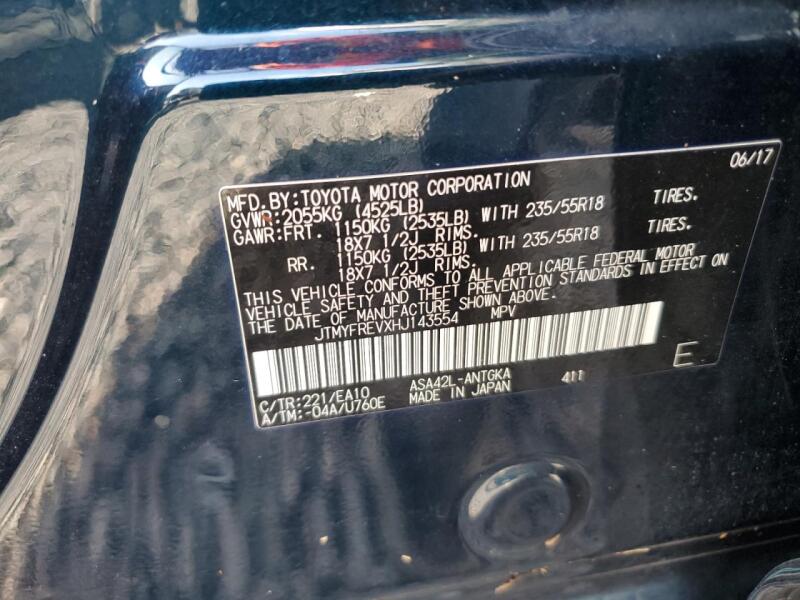 06/17
MFD.BY:TOYOTA MOTOR CORPORATION
GVWR:2055KG (4525LB)
GAWR:FRT. 1150KG (2535LB) WITH 235/55R18 TIRES.
18X7 1/2J RIMS.
RR. 1150KG (2535LB) WITH 235/55R18 TIRES.
18X7 1/2J RIMS.
THIS VEHICLE CONFORMS TO ALL APPLICABLE FEDERAL MOTOR
VEHICLE SAFETY AND THEFT PREVENTION STANDARDS IN EFFECT ON
THE DATE OF MANUFACTURE SHOWN ABOVE.
JTMYFREVXHJ143554 MPV
E
C/TR:221/EA10 ASA42L-ANTGKA 411
A/TM:-04A/U760E MADE IN JAPAN